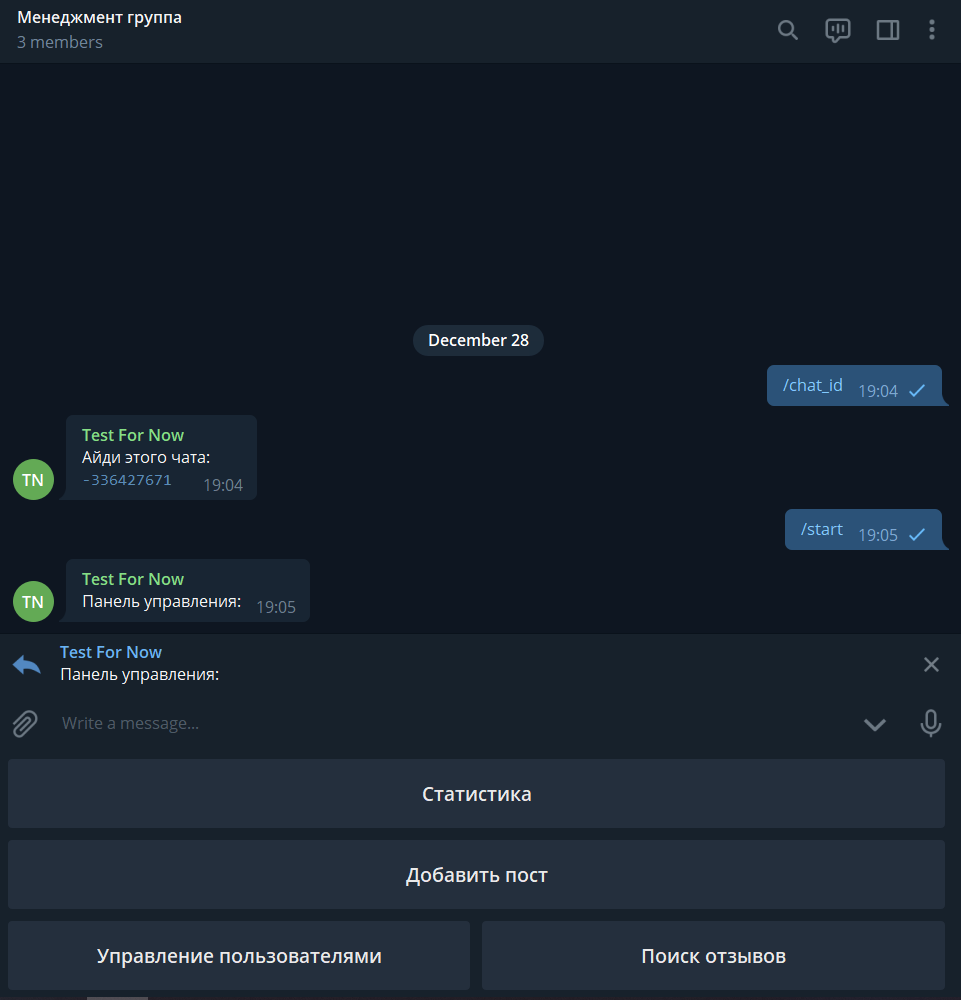 Менеджмент группа
3 members
December 28
/chat_id 19:04
Test For Now
Айди этого чата:
-336427671 19:04
TN
/start 19:05
Test For Now
Панель управления: 19:05
TN
Test For Now
Панель управления:
Write a message...
Статистика
Добавить пост
Управление пользователями
Поиск отзывов